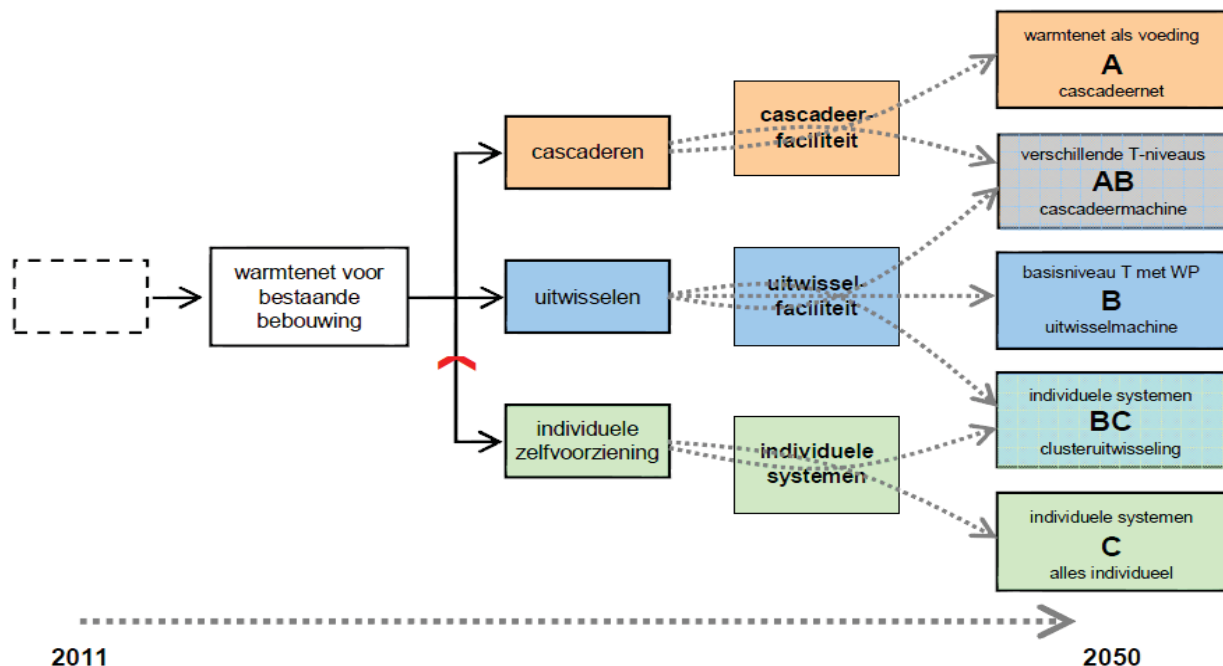 warmtenet voor
bestaande
bebouwing
cascaderen
uitwisselen
individuele
zelfvoorziening
cascadeer-
faciliteit
uitwissel-
faciliteit
individuele
systemen
warmtenet als voeding
A
cascadeernet
verschillende T-niveaus
AB
cascadeermachine
basisniveau T met WP
B
uitwisselmachine
individuele systemen
BC
clusteruitwisseling
individuele systemen
C
alles individueel
2011
2050